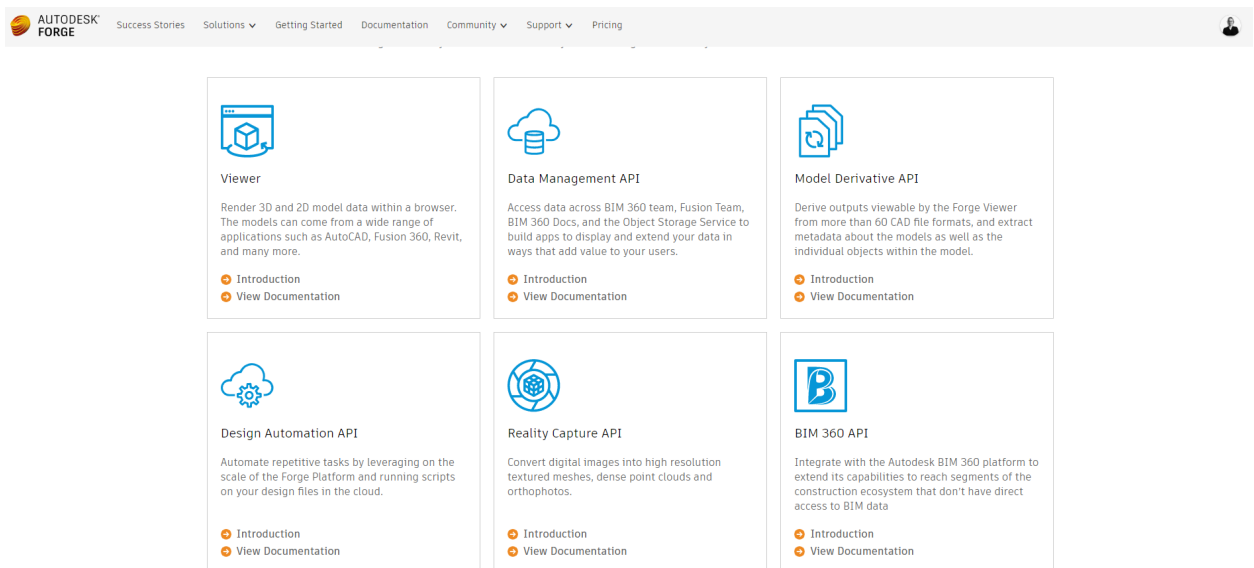 AUTODESK®
FORGE
Success Stories
Solutions
Getting Started
Documentation
Community
Support
Pricing
Viewer
Render 3D and 2D model data within a browser.
The models can come from a wide range of
applications such as AutoCAD, Fusion 360, Revit,
and many more.
Introduction
View Documentation
Data Management API
Access data across BIM 360 team, Fusion Team,
BIM 360 Docs, and the Object Storage Service to
build apps to display and extend your data in
ways that add value to your users.
Introduction
View Documentation
Model Derivative API
Derive outputs viewable by the Forge Viewer
from more than 60 CAD file formats, and extract
metadata about the models as well as the
individual objects within the model.
Introduction
View Documentation
Design Automation API
Automate repetitive tasks by leveraging on the
scale of the Forge Platform and running scripts
on your design files in the cloud.
Introduction
View Documentation
Reality Capture API
Convert digital images into high resolution
textured meshes, dense point clouds and
orthophotos.
Introduction
View Documentation
B
BIM 360 API
Integrate with the Autodesk BIM 360 platform to
extend its capabilities to reach segments of the
construction ecosystem that don't have direct
access to BIM data
Introduction
View Documentation